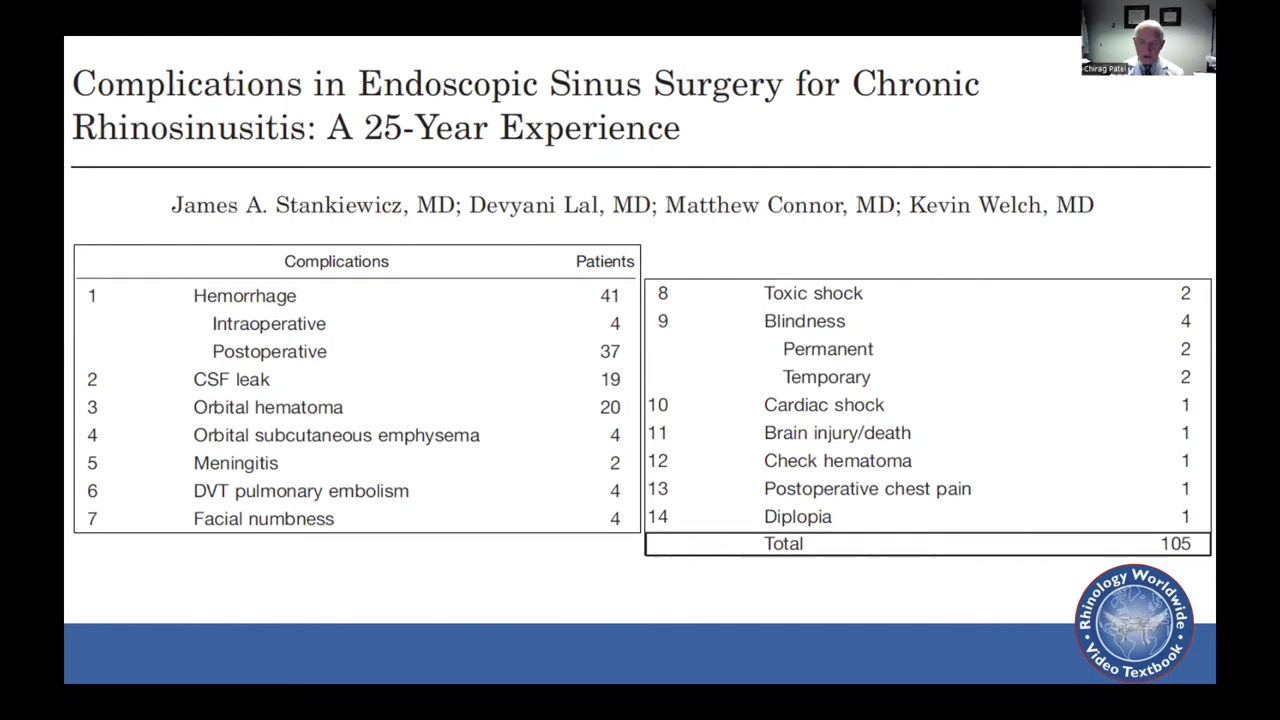 Complications in Endoscopic Sinus Surgery for Chronic
Rhinosinusitis: A 25-Year Experience
James A. Stankiewicz, MD; Devyani Lal, MD; Matthew Connor, MD; Kevin Welch, MD
Complications Patients
1 Hemorrhage 41
Intraoperative 4
Postoperative 37
2 CSF leak 19
3 Orbital hematoma 20
4 Orbital subcutaneous emphysema 4
5 Meningitis 2
6 DVT pulmonary embolism 4
7 Facial numbness 4
8 Toxic shock 2
9 Blindness 4
Permanent 2
Temporary 2
10 Cardiac shock 1
11 Brain injury/death 1
12 Check hematoma 1
13 Postoperative chest pain 1
14 Diplopia 1
Total 105
Chirag Patel
Rhinology Worldwide
Video Textbook